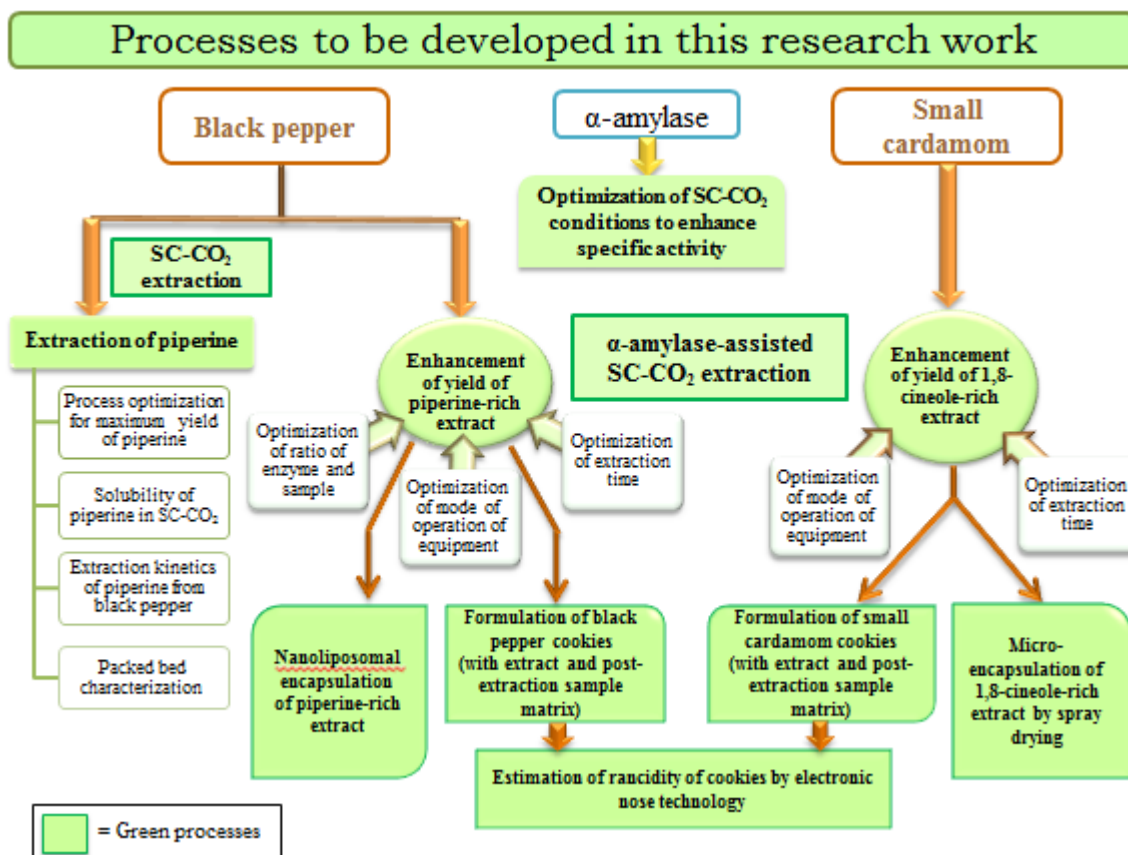 Processes to be developed in this research work
Black pepper
α-amylase
Small
cardamom
Optimization of SC-CO₂
conditions to enhance
specific activity
SC-CO₂
extraction
Extraction of piperine
Process optimization
for maximum yield
of piperine
Solubility of
piperine in SC-CO₂
Extraction kinetics
of piperine from
black pepper
Packed bed
characterization
Enhancement
of yield of
piperine-rich
extract
α-amylase-assisted
SC-CO₂ extraction
Enhancement
of yield of 1,8-
cineole-rich
extract
Optimization
of ratio of
enzyme and
sample
Optimization
of mode of
operation of
equipment
Optimization
of extraction
time
Optimization
of mode of
operation of
equipment
Optimization
of extraction
time
Nanoliposomal
encapsulation
of piperine-rich
extract
Formulation of black
pepper cookies
(with extract and post-
extraction sample
matrix)
Formulation of small
cardamom cookies
(with extract and post-
extraction sample
matrix)
Micro-
encapsulation of
1,8-cineole-rich
extract by spray
drying
Estimation of rancidity of cookies by electronic
nose technology
= Green processes